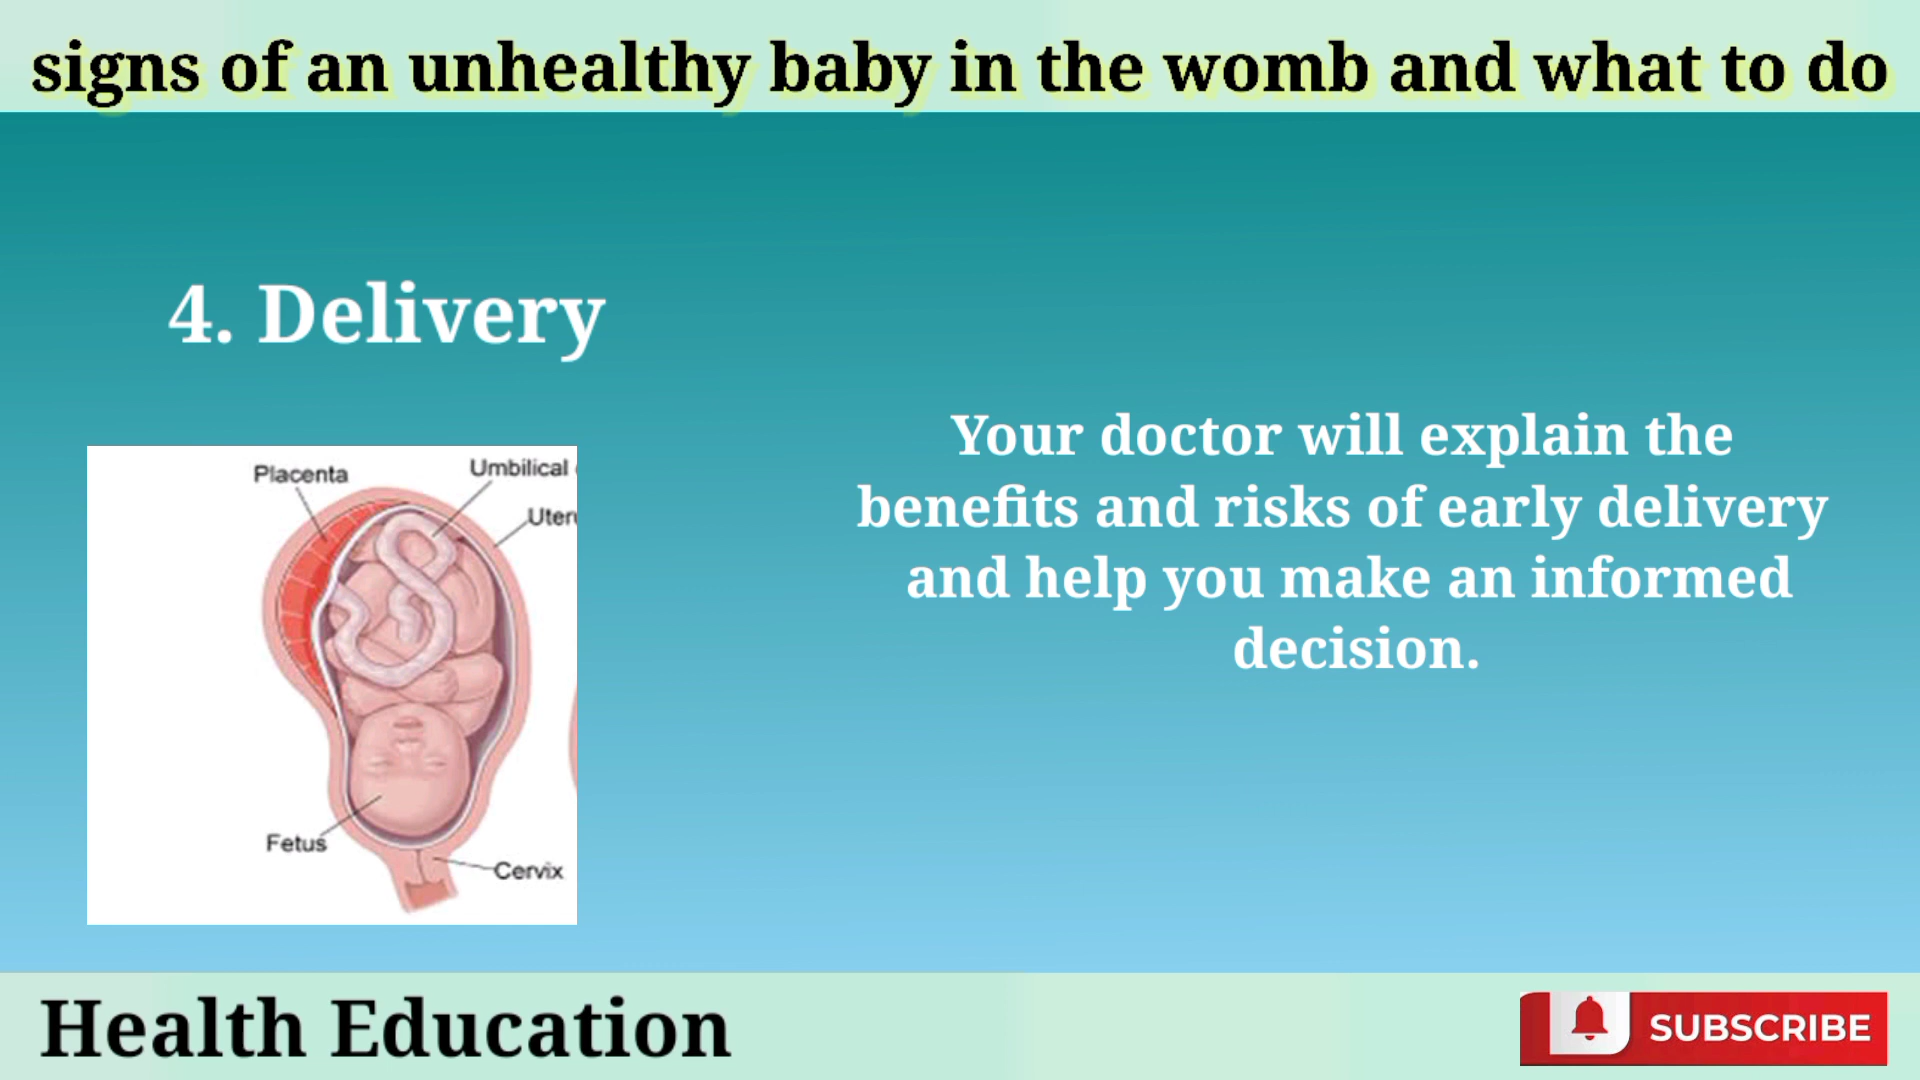 signs of an unhealthy baby in the womb and what to do
4. Delivery
Your doctor will explain the
benefits and risks of early delivery
and help you make an informed
decision.
Placenta
Umbilical
Fetus
Cervix
Health Education
SUBSCRIBE